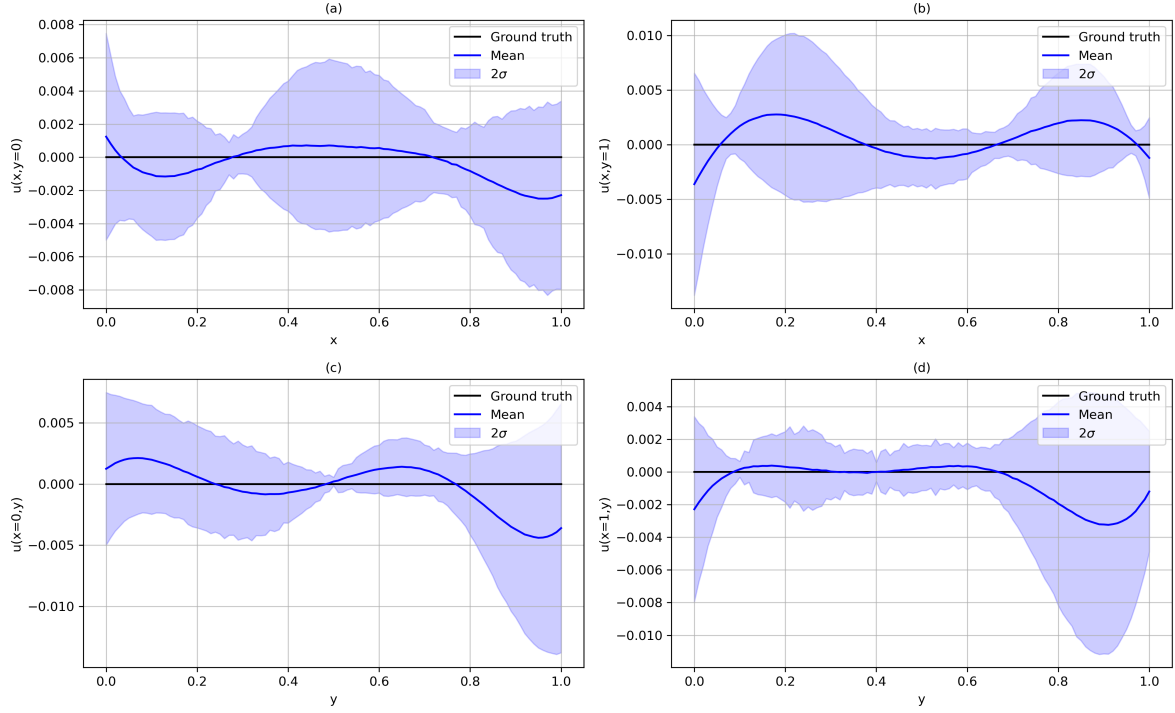 (a)
0.008
0.006
0.004
0.002
0.000
−0.002
−0.004
−0.006
−0.008
u(x,y=0)
Ground truth
Mean
2σ
0.0 0.2 0.4 0.6 0.8 1.0
x
(b)
0.010
0.005
0.000
−0.005
−0.010
u(x,y=1)
Ground truth
Mean
2σ
0.0 0.2 0.4 0.6 0.8 1.0
x
(c)
0.005
0.000
−0.005
−0.010
u(x=0,y)
Ground truth
Mean
2σ
0.0 0.2 0.4 0.6 0.8 1.0
y
(d)
0.004
0.002
0.000
−0.002
−0.004
−0.006
−0.008
−0.010
u(x=1,y)
Ground truth
Mean
2σ
0.0 0.2 0.4 0.6 0.8 1.0
y